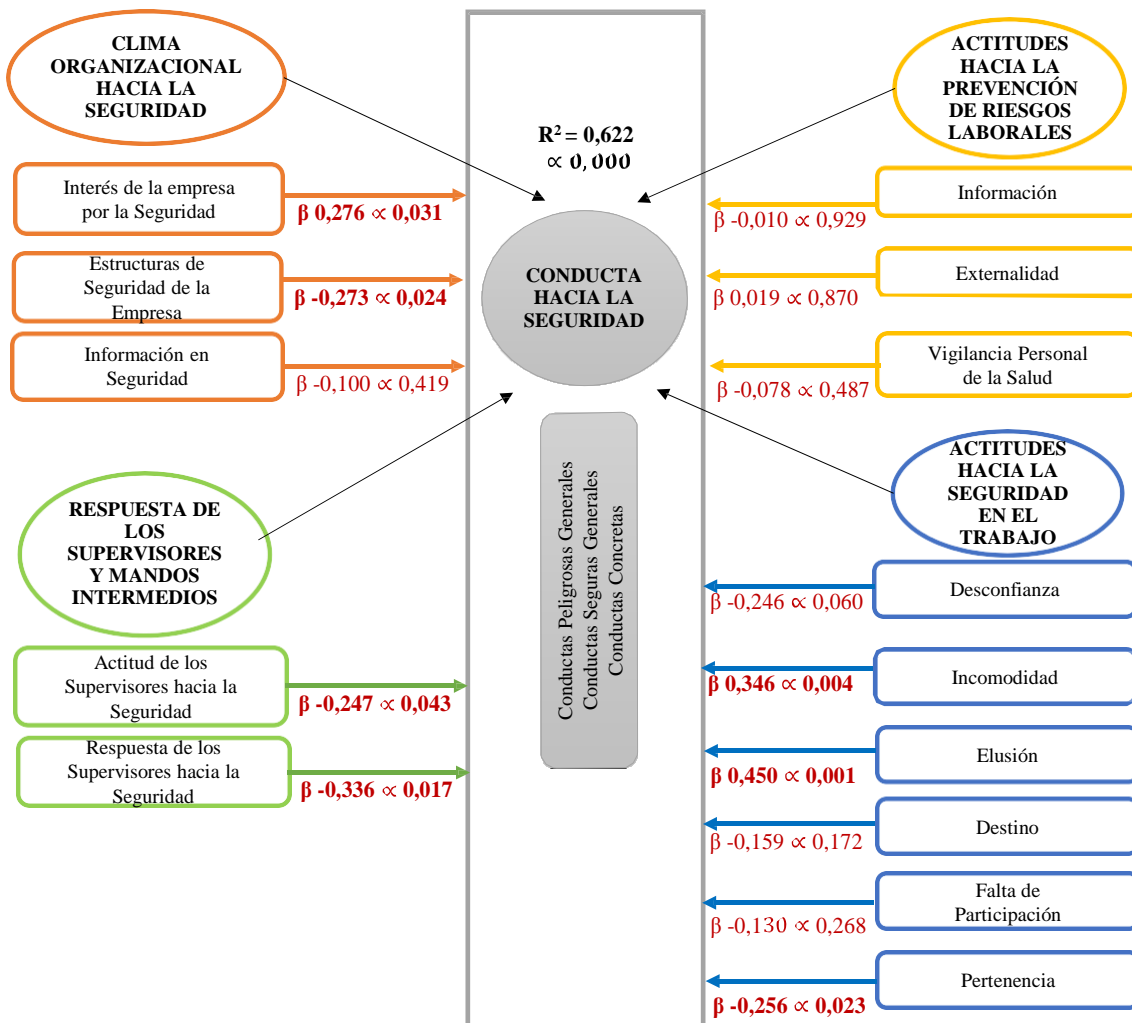 CLIMA
ORGANIZACIONAL
HACIA LA
SEGURIDAD
Interés de la empresa
por la Seguridad
β 0,276 ∝ 0,031
Estructuras de
Seguridad de la
Empresa
β -0,273 ∝ 0,024
Información en
Seguridad
β -0,100 ∝ 0,419
RESPUESTA DE
LOS
SUPERVISORES
Y MANDOS
INTERMEDIOS
Actitud de los
Supervisores hacia la
Seguridad
β -0,247 ∝ 0,043
Respuesta de los
Supervisores hacia la
Seguridad
β -0,336 ∝ 0,017
R² = 0,622
∝ 0,000
CONDUCTA
HACIA LA
SEGURIDAD
Conductas Peligrosas Generales
Conductas Seguras Generales
Conductas Concretas
ACTITUDES
HACIA LA
PREVENCIÓN
DE RIESGOS
LABORALES
Información
β -0,010 ∝ 0,929
Externalidad
β 0,019 ∝ 0,870
Vigilancia Personal
de la Salud
β -0,078 ∝ 0,487
ACTITUDES
HACIA LA
SEGURIDAD
EN EL
TRABAJO
Desconfianza
β -0,246 ∝ 0,060
Incomodidad
β 0,346 ∝ 0,004
Elusión
β 0,450 ∝ 0,001
Destino
β -0,159 ∝ 0,172
Falta de
Participación
β -0,130 ∝ 0,268
Pertenencia
β -0,256 ∝ 0,023